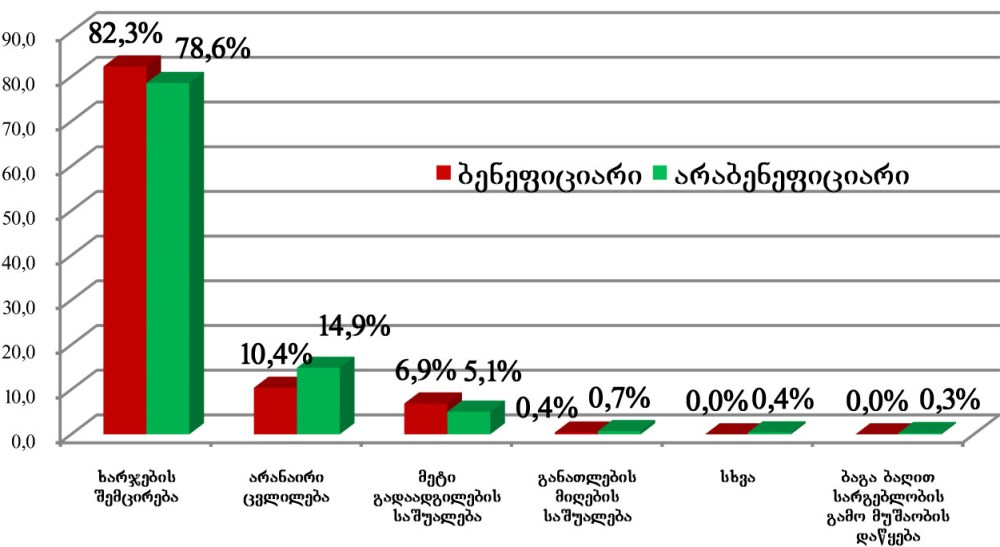 90,0
80,0
70,0
60,0
50,0
40,0
30,0
20,0
10,0
0,0
82,3%
78,6%
10,4%
14,9%
6,9%
5,1%
0,4%
0,7%
0,0%
0,4%
0,0%
0,3%
ბენეფიციარი
არაბენეფიციარი
ხარჯების
შემცირება
არანაირი
ცვლილება
მეტი
გადაადგილების
საშუალება
განათლების
მიღების
საშუალება
სხვა
ბაგა ბაღით
სარგებლობის
გამო მუშაობის
დაწყება